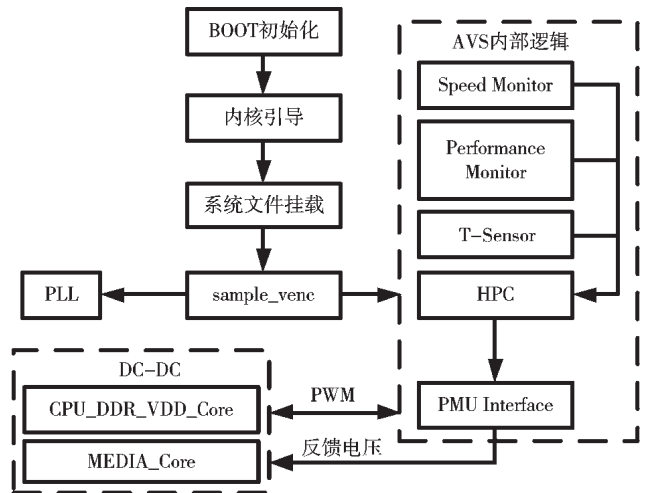 BOOT初始化
AVS内部逻辑
Speed Monitor
内核引导
Performance
Monitor
系统文件挂载
T-Sensor
PLL
sample_venc
HPC
DC-DC
CPU_DDR_VDD_Core
PWM
PMU Interface
MEDIA_Core
反馈电压